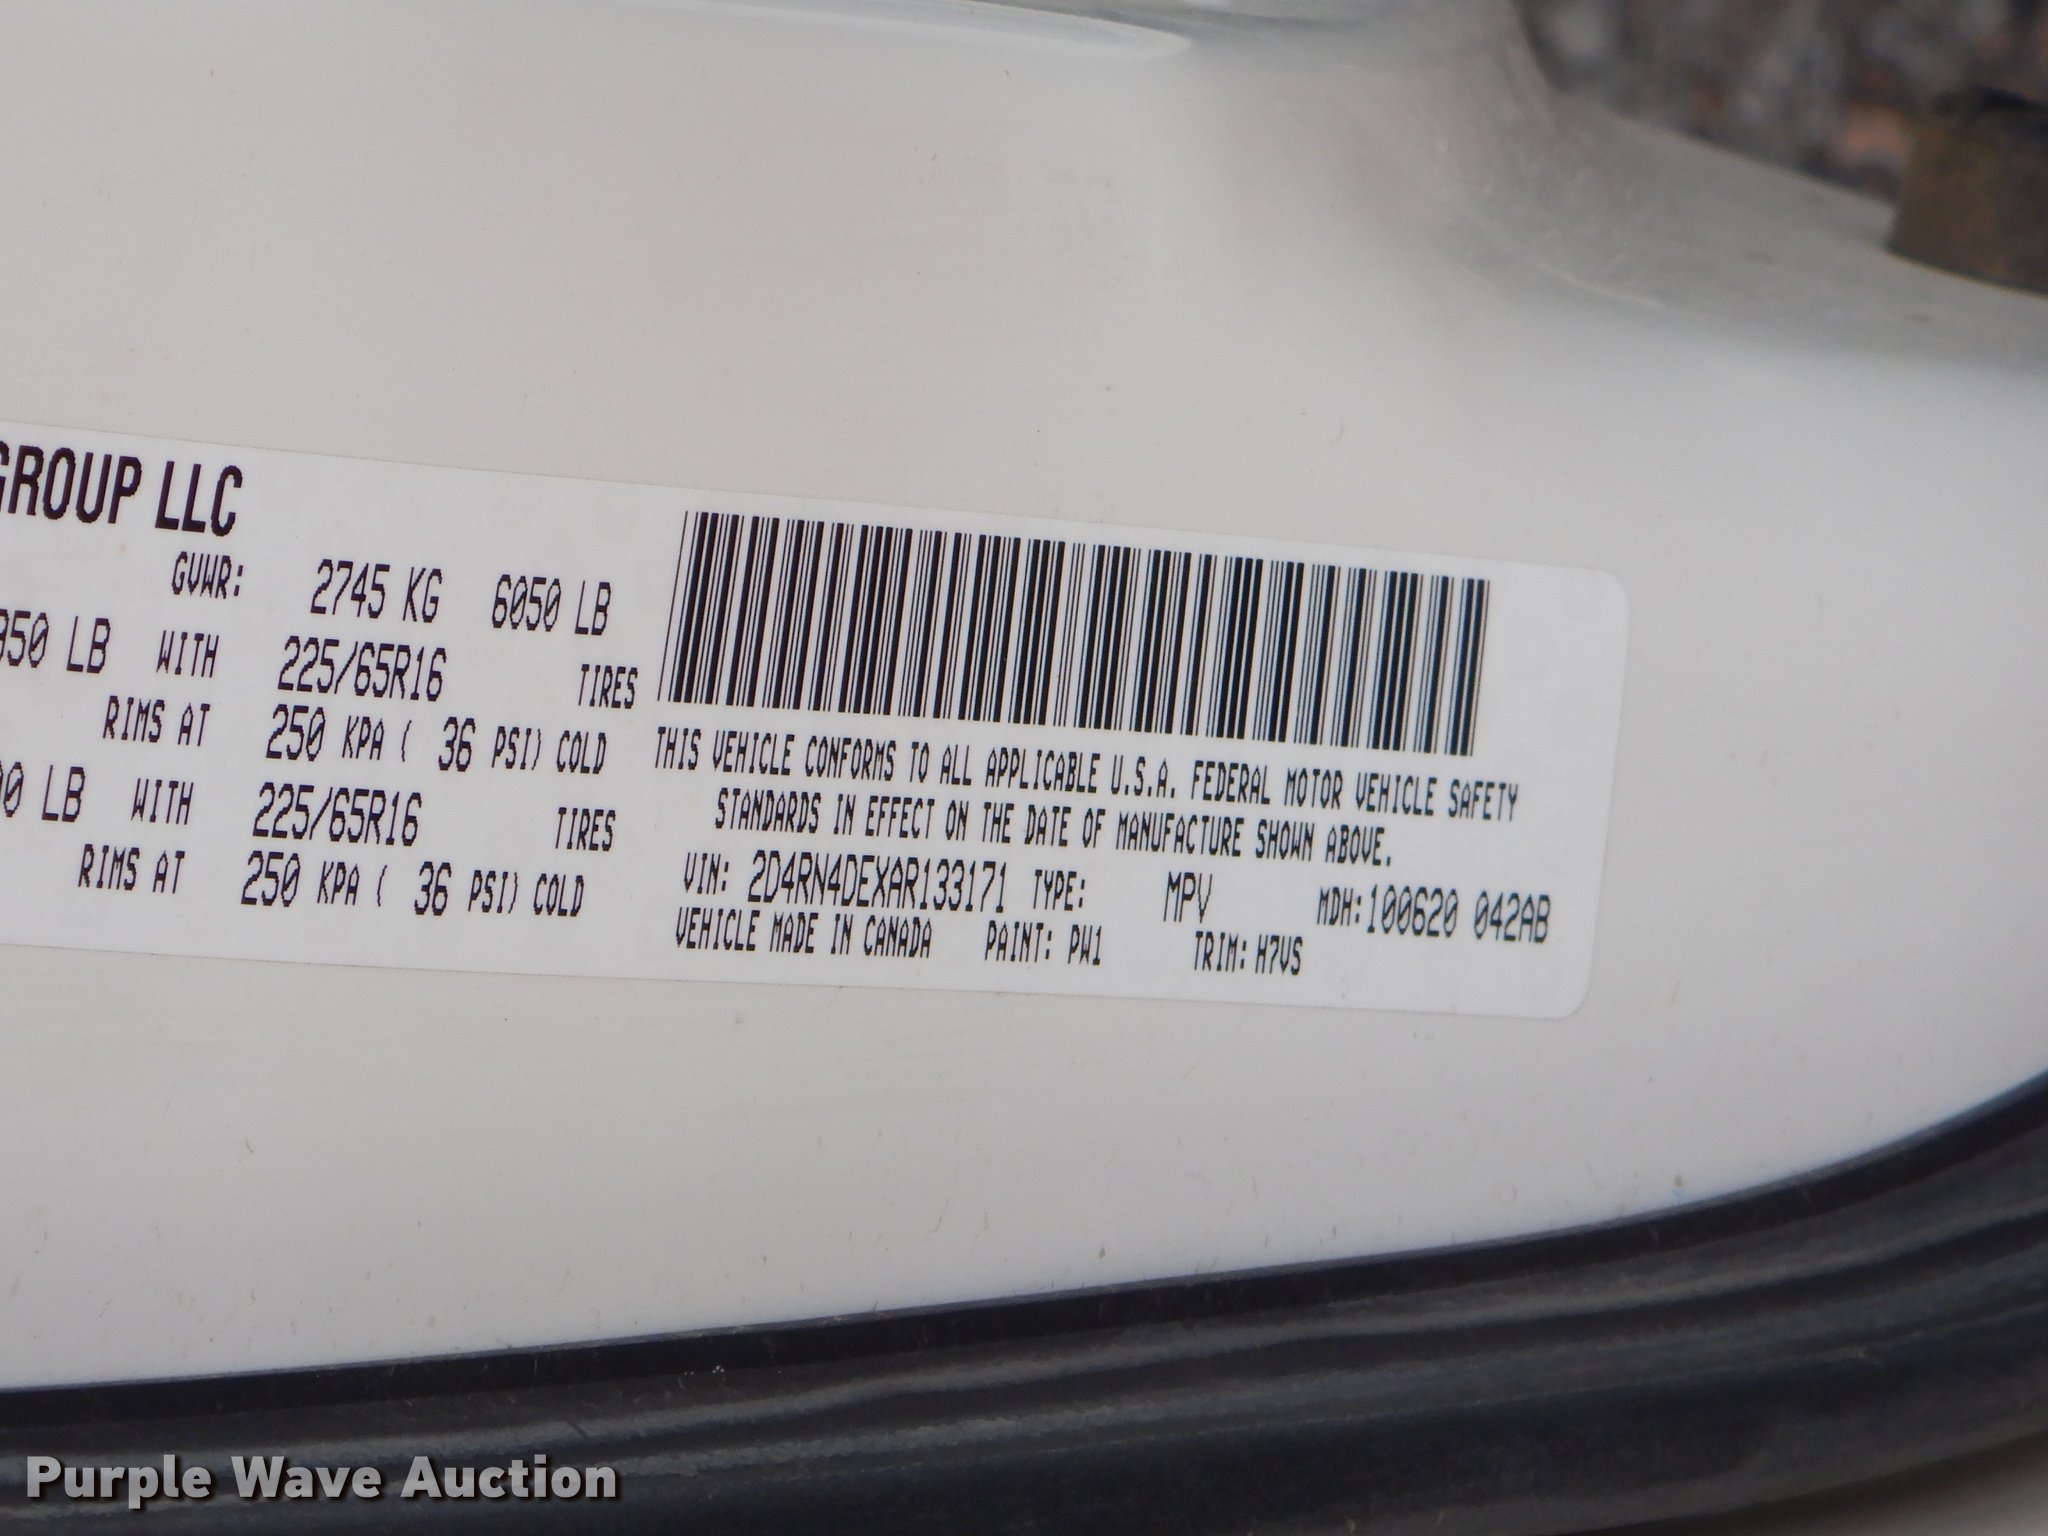 GROUP LLC
GVWR: 2745 KG 6050 LB
LB WITH 225/65R16 TIRES
RIMS AT 250 KPA ( 36 PSI) COLD
LB WITH 225/65R16 TIRES
RIMS AT 250 KPA ( 36 PSI) COLD
THIS VEHICLE CONFORMS TO ALL APPLICABLE U.S.A. FEDERAL MOTOR VEHICLE SAFETY
STANDARDS IN EFFECT ON THE DATE OF MANUFACTURE SHOWN ABOVE.
VIN: 2D4RN4DEXAR133171 TYPE: MPV MDH:100620 042AB
VEHICLE MADE IN CANADA PAINT: PW1 TRIM: H7VS
Purple Wave Auction